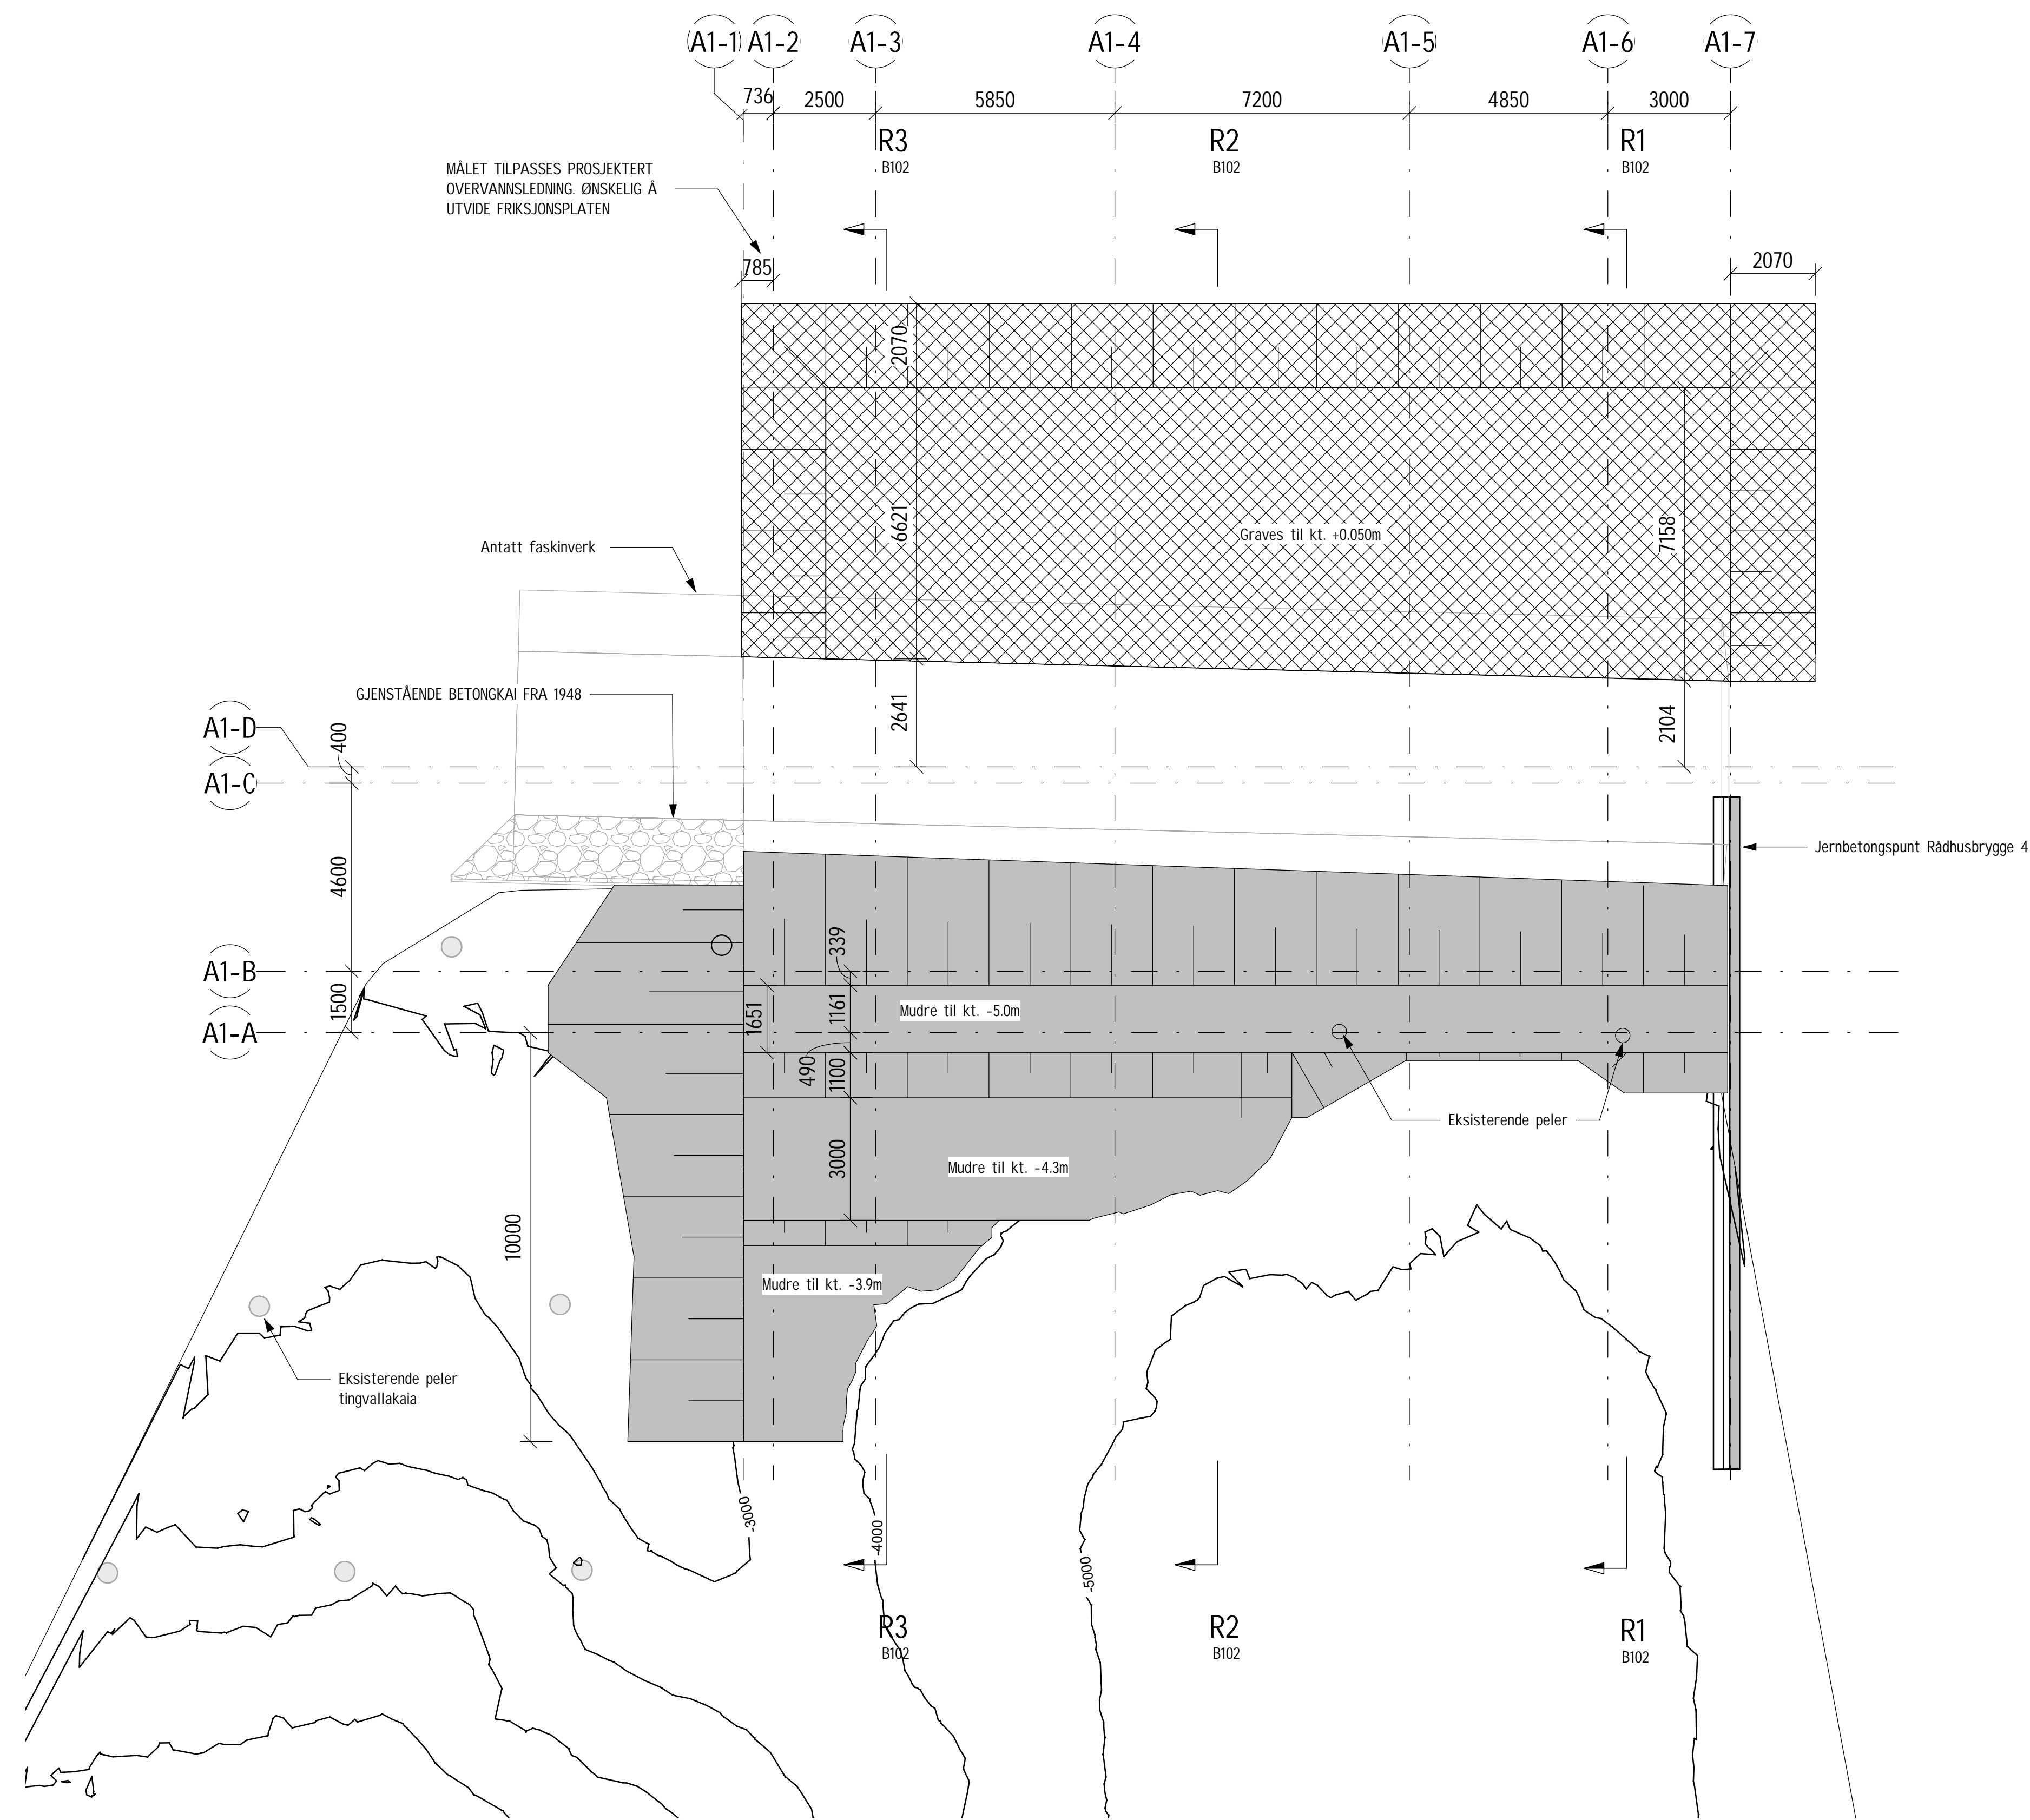 A1-1
A1-2
A1-3
A1-4
A1-5
A1-6
A1-7
736
2500
5850
7200
4850
3000
R3
B102
R2
B102
R1
B102
MÅLET TILPASSES PROSJEKTERT
OVERVANNSLEDNING. ØNSKELIG Å
UTVIDE FRIKSJONSPLATEN
785
2070
2070
6621
Graves til kt. +0.050m
7158
Antatt faskinverk
GJENSTÅENDE BETONGKAI FRA 1948
2641
2104
A1-D
400
A1-C
Jernbetongspunt Rådhusbrygge 4
4600
339
A1-B
1500
1651
1161
Mudre til kt. -5.0m
A1-A
490
1100
Eksisterende peler
3000
Mudre til kt. -4.3m
10000
Mudre til kt. -3.9m
Eksisterende peler
tingvallakaia
-3000
-4000
-5000
R3
B102
R2
B102
R1
B102